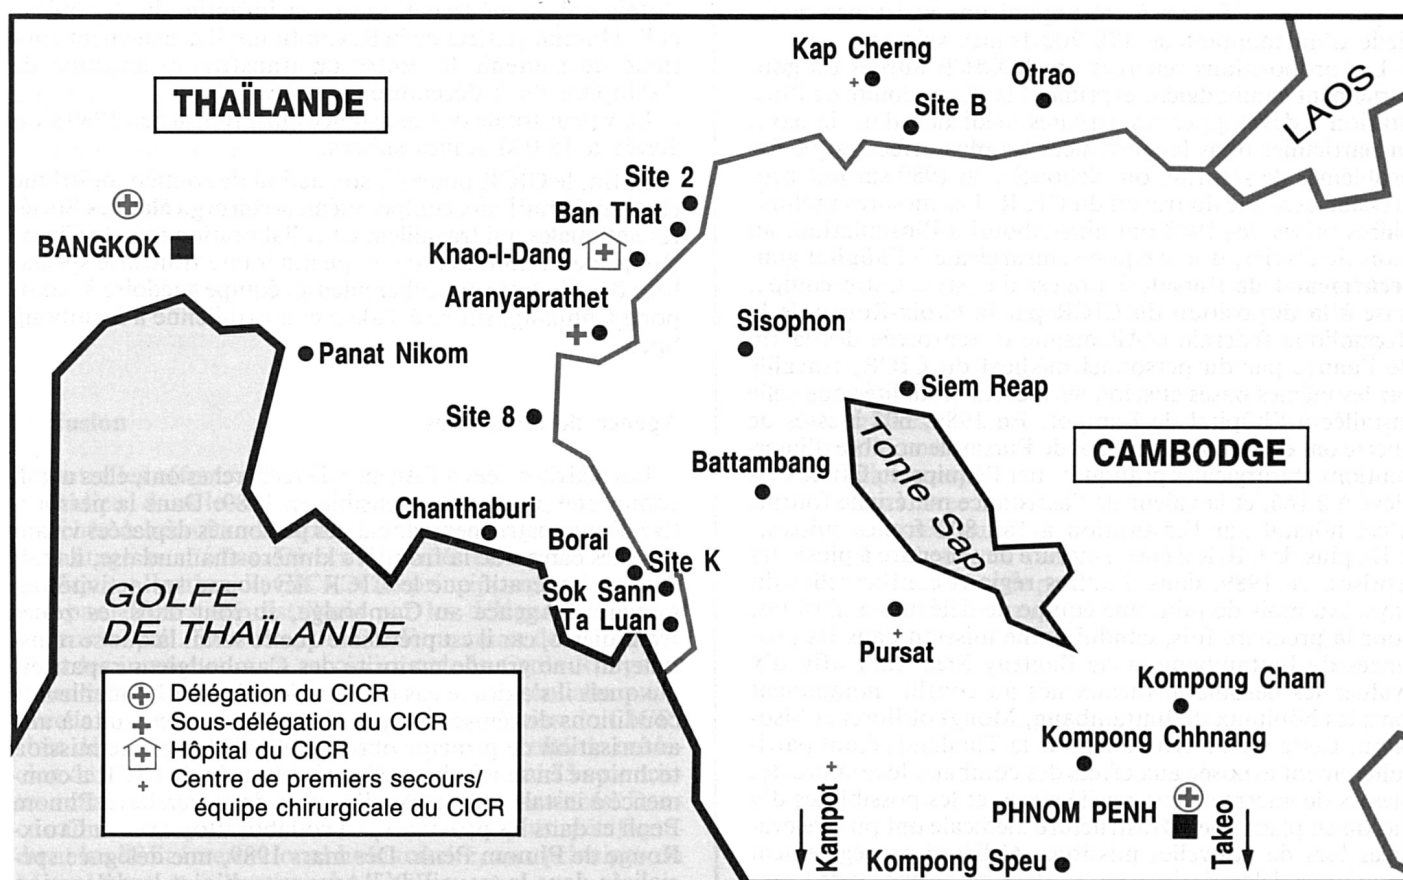 THAÏLANDE
Kap Cherng
Otrao
Site B
LAOS
Site 2
Ban That
BANGKOK
Khao-I-Dang
Aranyaprathet
Sisophon
Panat Nikom
Siem Reap
Site 8
Tonle Sap
CAMBODGE
Battambang
Chanthaburi
Borai
Site K
Sok Sann
Ta Luan
GOLFE
DE THAÏLANDE
Pursat
Kompong Cham
Kompong Chhnang
PHNOM PENH
Kampot
Takeo
Kompong Speu
Délégation du CICR
Sous-délégation du CICR
Hôpital du CICR
Centre de premiers secours/
équipe chirurgicale du CICR